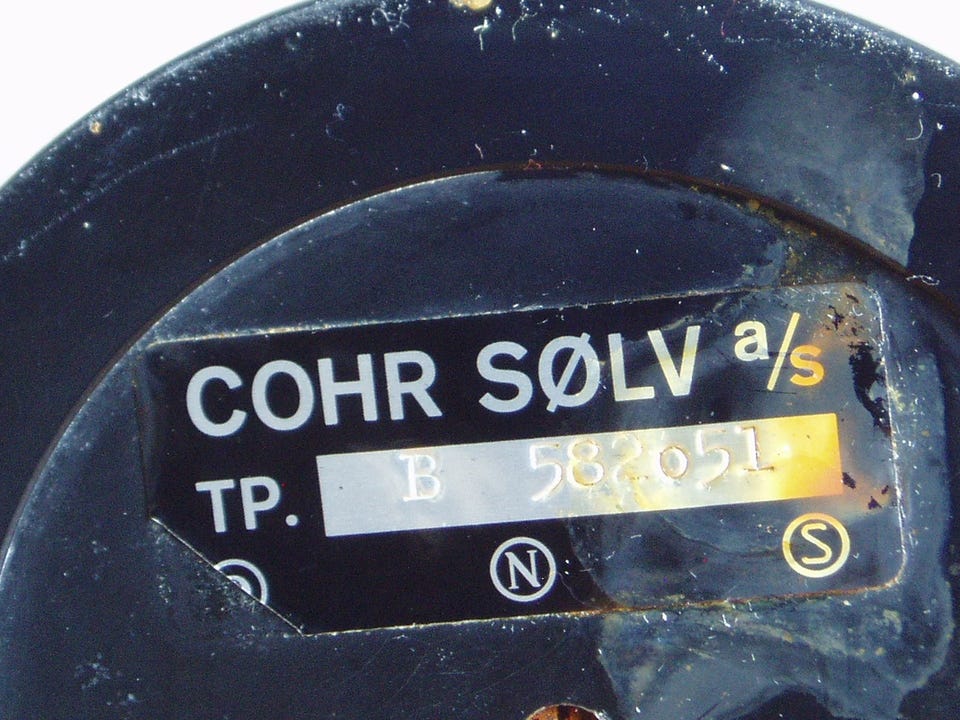 COHR SØLV a/s
TP. B 582051
N S